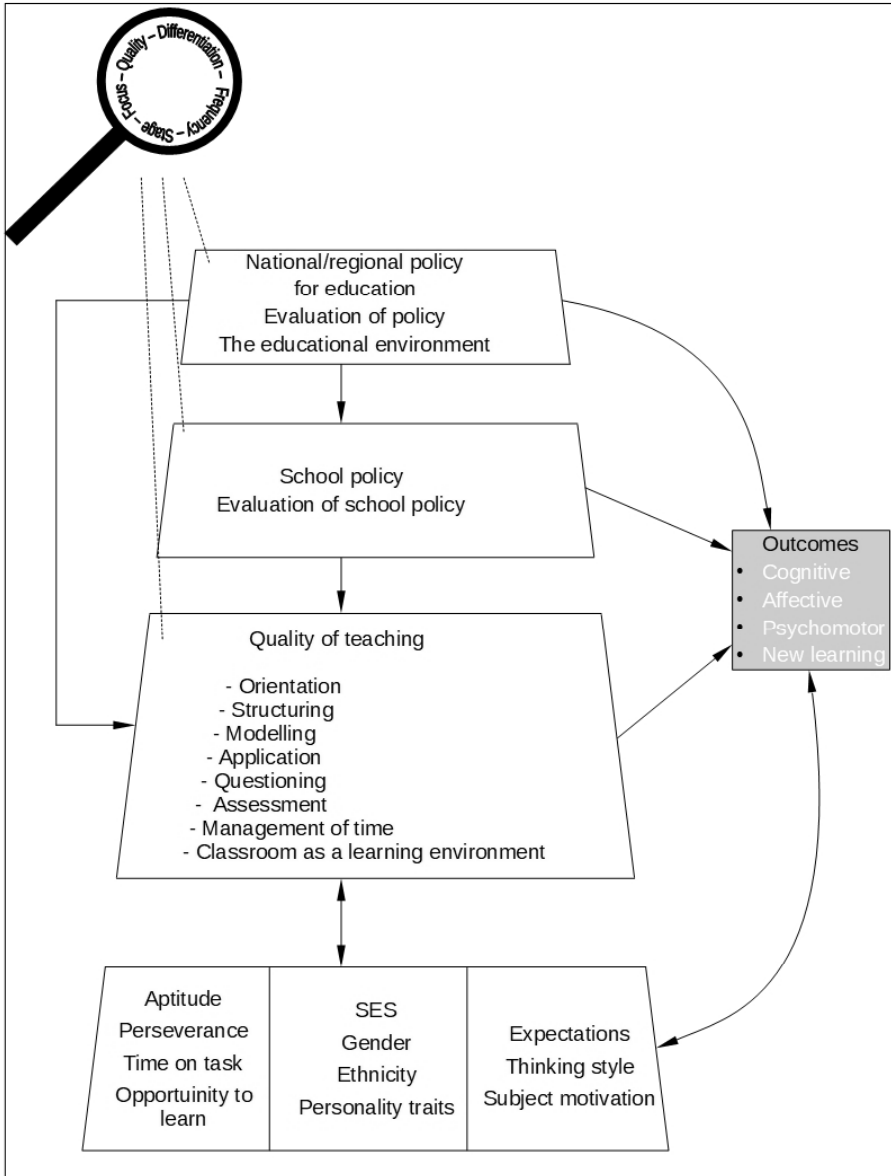 Focus – Quality – Differentiation – Frequency – Stage –
National/regional policy
for education
Evaluation of policy
The educational environment
School policy
Evaluation of school policy
Outcomes
• Cognitive
• Affective
• Psychomotor
• New learning
Quality of teaching
- Orientation
- Structuring
- Modelling
- Application
- Questioning
- Assessment
- Management of time
- Classroom as a learning environment
Aptitude
Perseverance
Time on task
Opportuinity to
learn
SES
Gender
Ethnicity
Personality traits
Expectations
Thinking style
Subject motivation